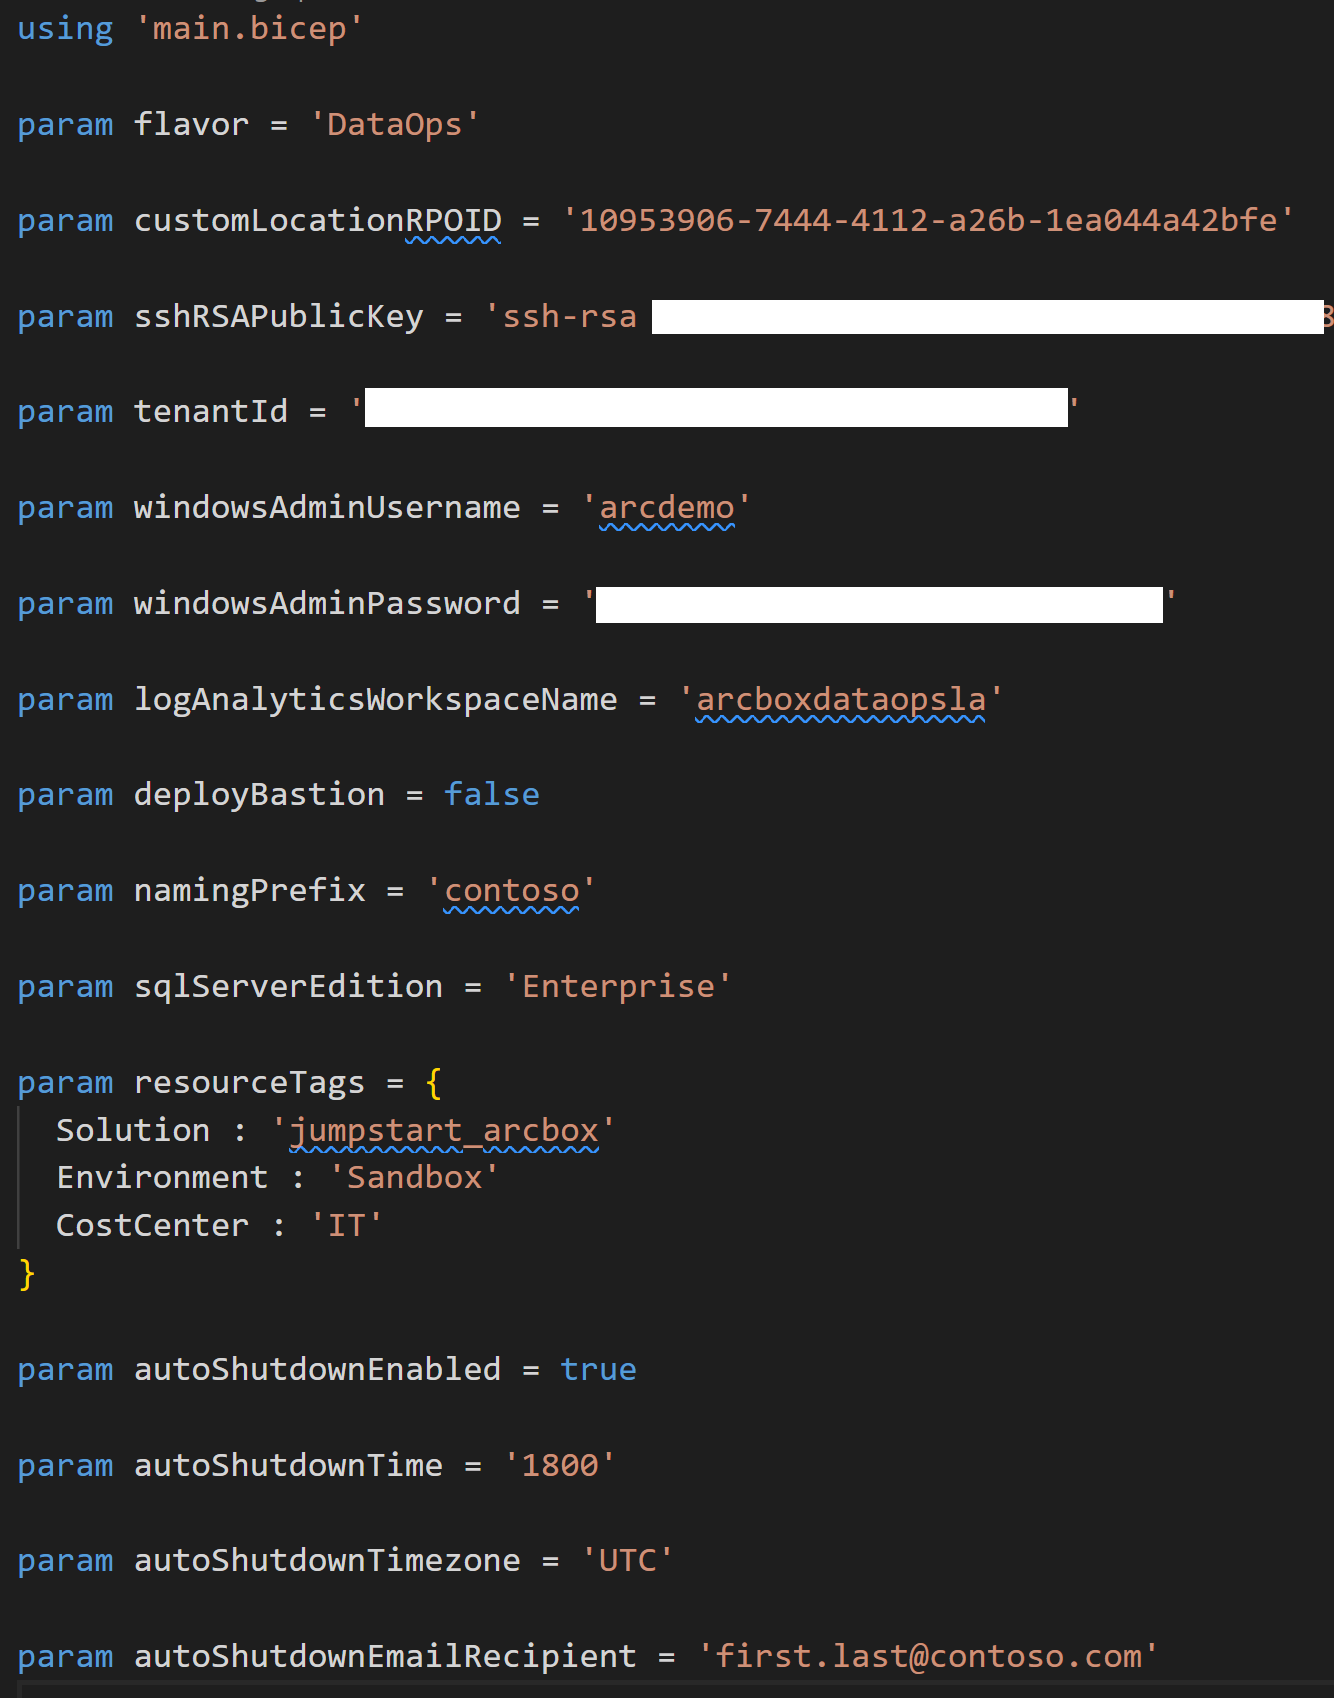 using 'main.bicep'
param flavor = 'DataOps'
param customLocationRPOID = '10953906-7444-4112-a26b-1ea044a42bfe'
param sshRSAPublicKey = 'ssh-rsa
param tenantId = ' '
param windowsAdminUsername = 'arcdemo'
param windowsAdminPassword = ' '
param logAnalyticsWorkspaceName = 'arcboxdataopsla'
param deployBastion = false
param namingPrefix = 'contoso'
param sqlServerEdition = 'Enterprise'
param resourceTags = {
  Solution : 'jumpstart_arcbox'
  Environment : 'Sandbox'
  CostCenter : 'IT'
}
param autoShutdownEnabled = true
param autoShutdownTime = '1800'
param autoShutdownTimezone = 'UTC'
param autoShutdownEmailRecipient = 'first.last@contoso.com'